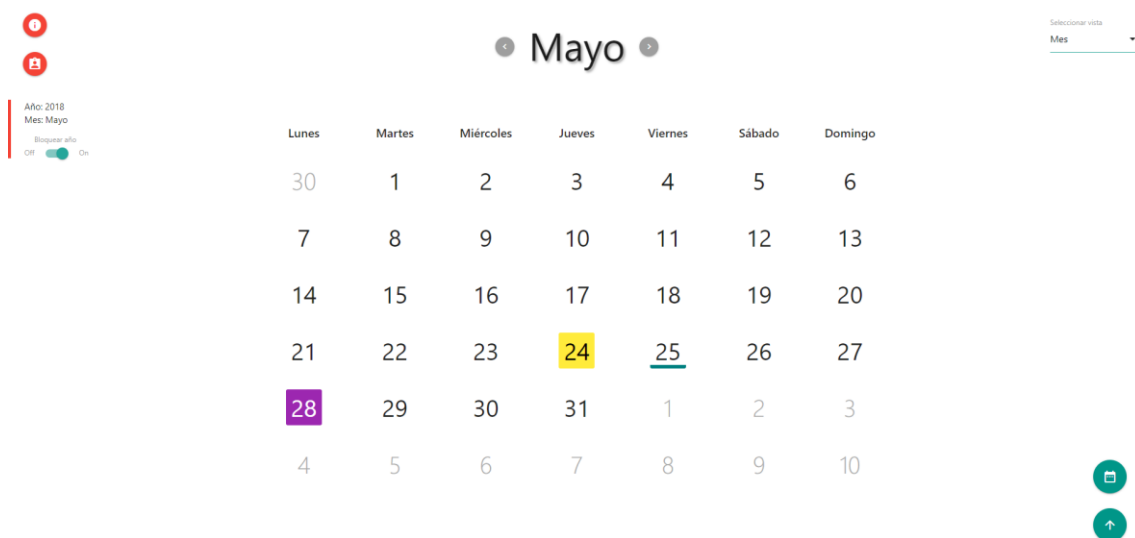 Mayo
Seleccionar vista
Mes
Año: 2018
Mes: Mayo
Bloquear año
Off On
Lunes Martes Miércoles Jueves Viernes Sábado Domingo
30 1 2 3 4 5 6
7 8 9 10 11 12 13
14 15 16 17 18 19 20
21 22 23 24 25 26 27
28 29 30 31 1 2 3
4 5 6 7 8 9 10